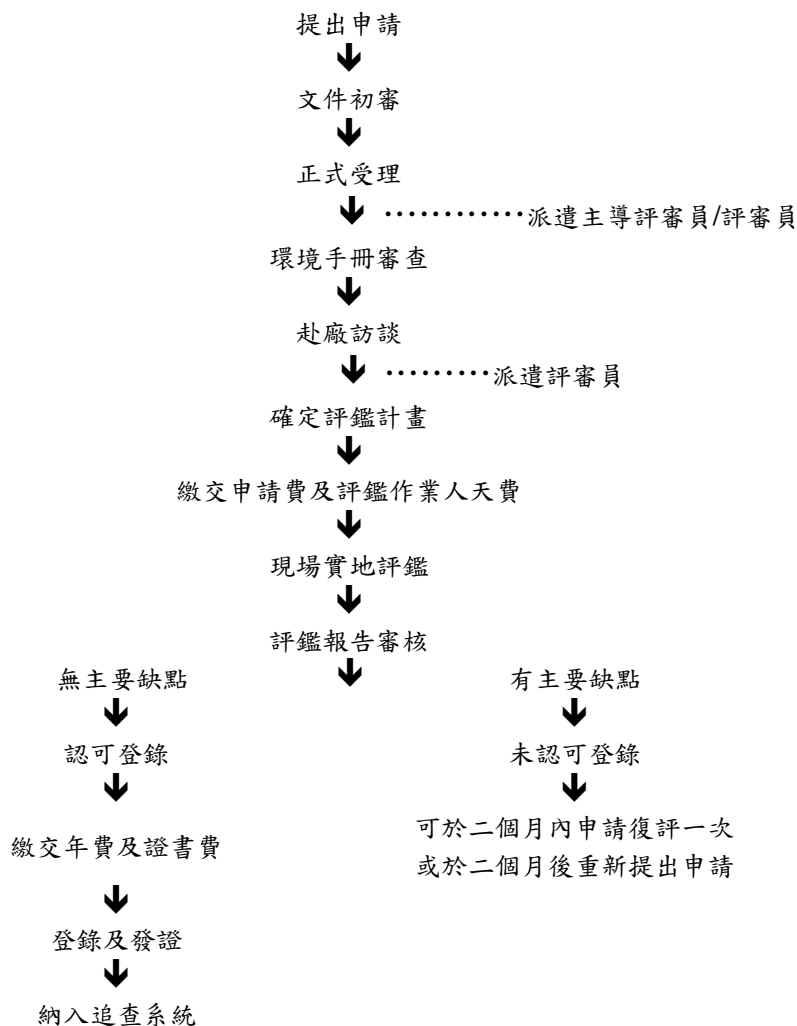 提出申請
文件初審
正式受理
…………派遣主導評審員/評審員
環境手冊審查
赴廠訪談
………派遣評審員
確定評鑑計畫
繳交申請費及評鑑作業人天費
現場實地評鑑
評鑑報告審核
無主要缺點
認可登錄
繳交年費及證書費
登錄及發證
納入追查系統
有主要缺點
未認可登錄
可於二個月內申請復評一次
或於二個月後重新提出申請